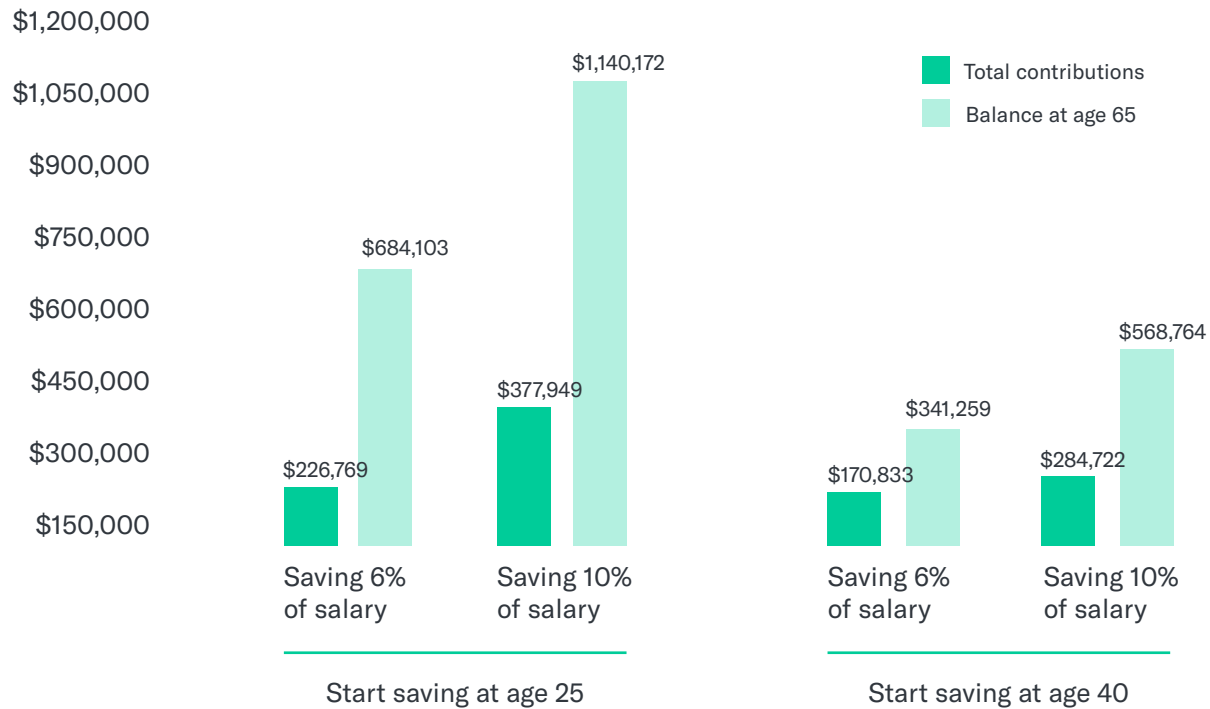 $1,200,000
$1,050,000
$900,000
$750,000
$600,000
$450,000
$300,000
$150,000
$226,769
$684,103
$377,949
$1,140,172
$170,833
$341,259
$284,722
$568,764
Total contributions
Balance at age 65
Saving 6%
of salary
Saving 10%
of salary
Saving 6%
of salary
Saving 10%
of salary
Start saving at age 25
Start saving at age 40